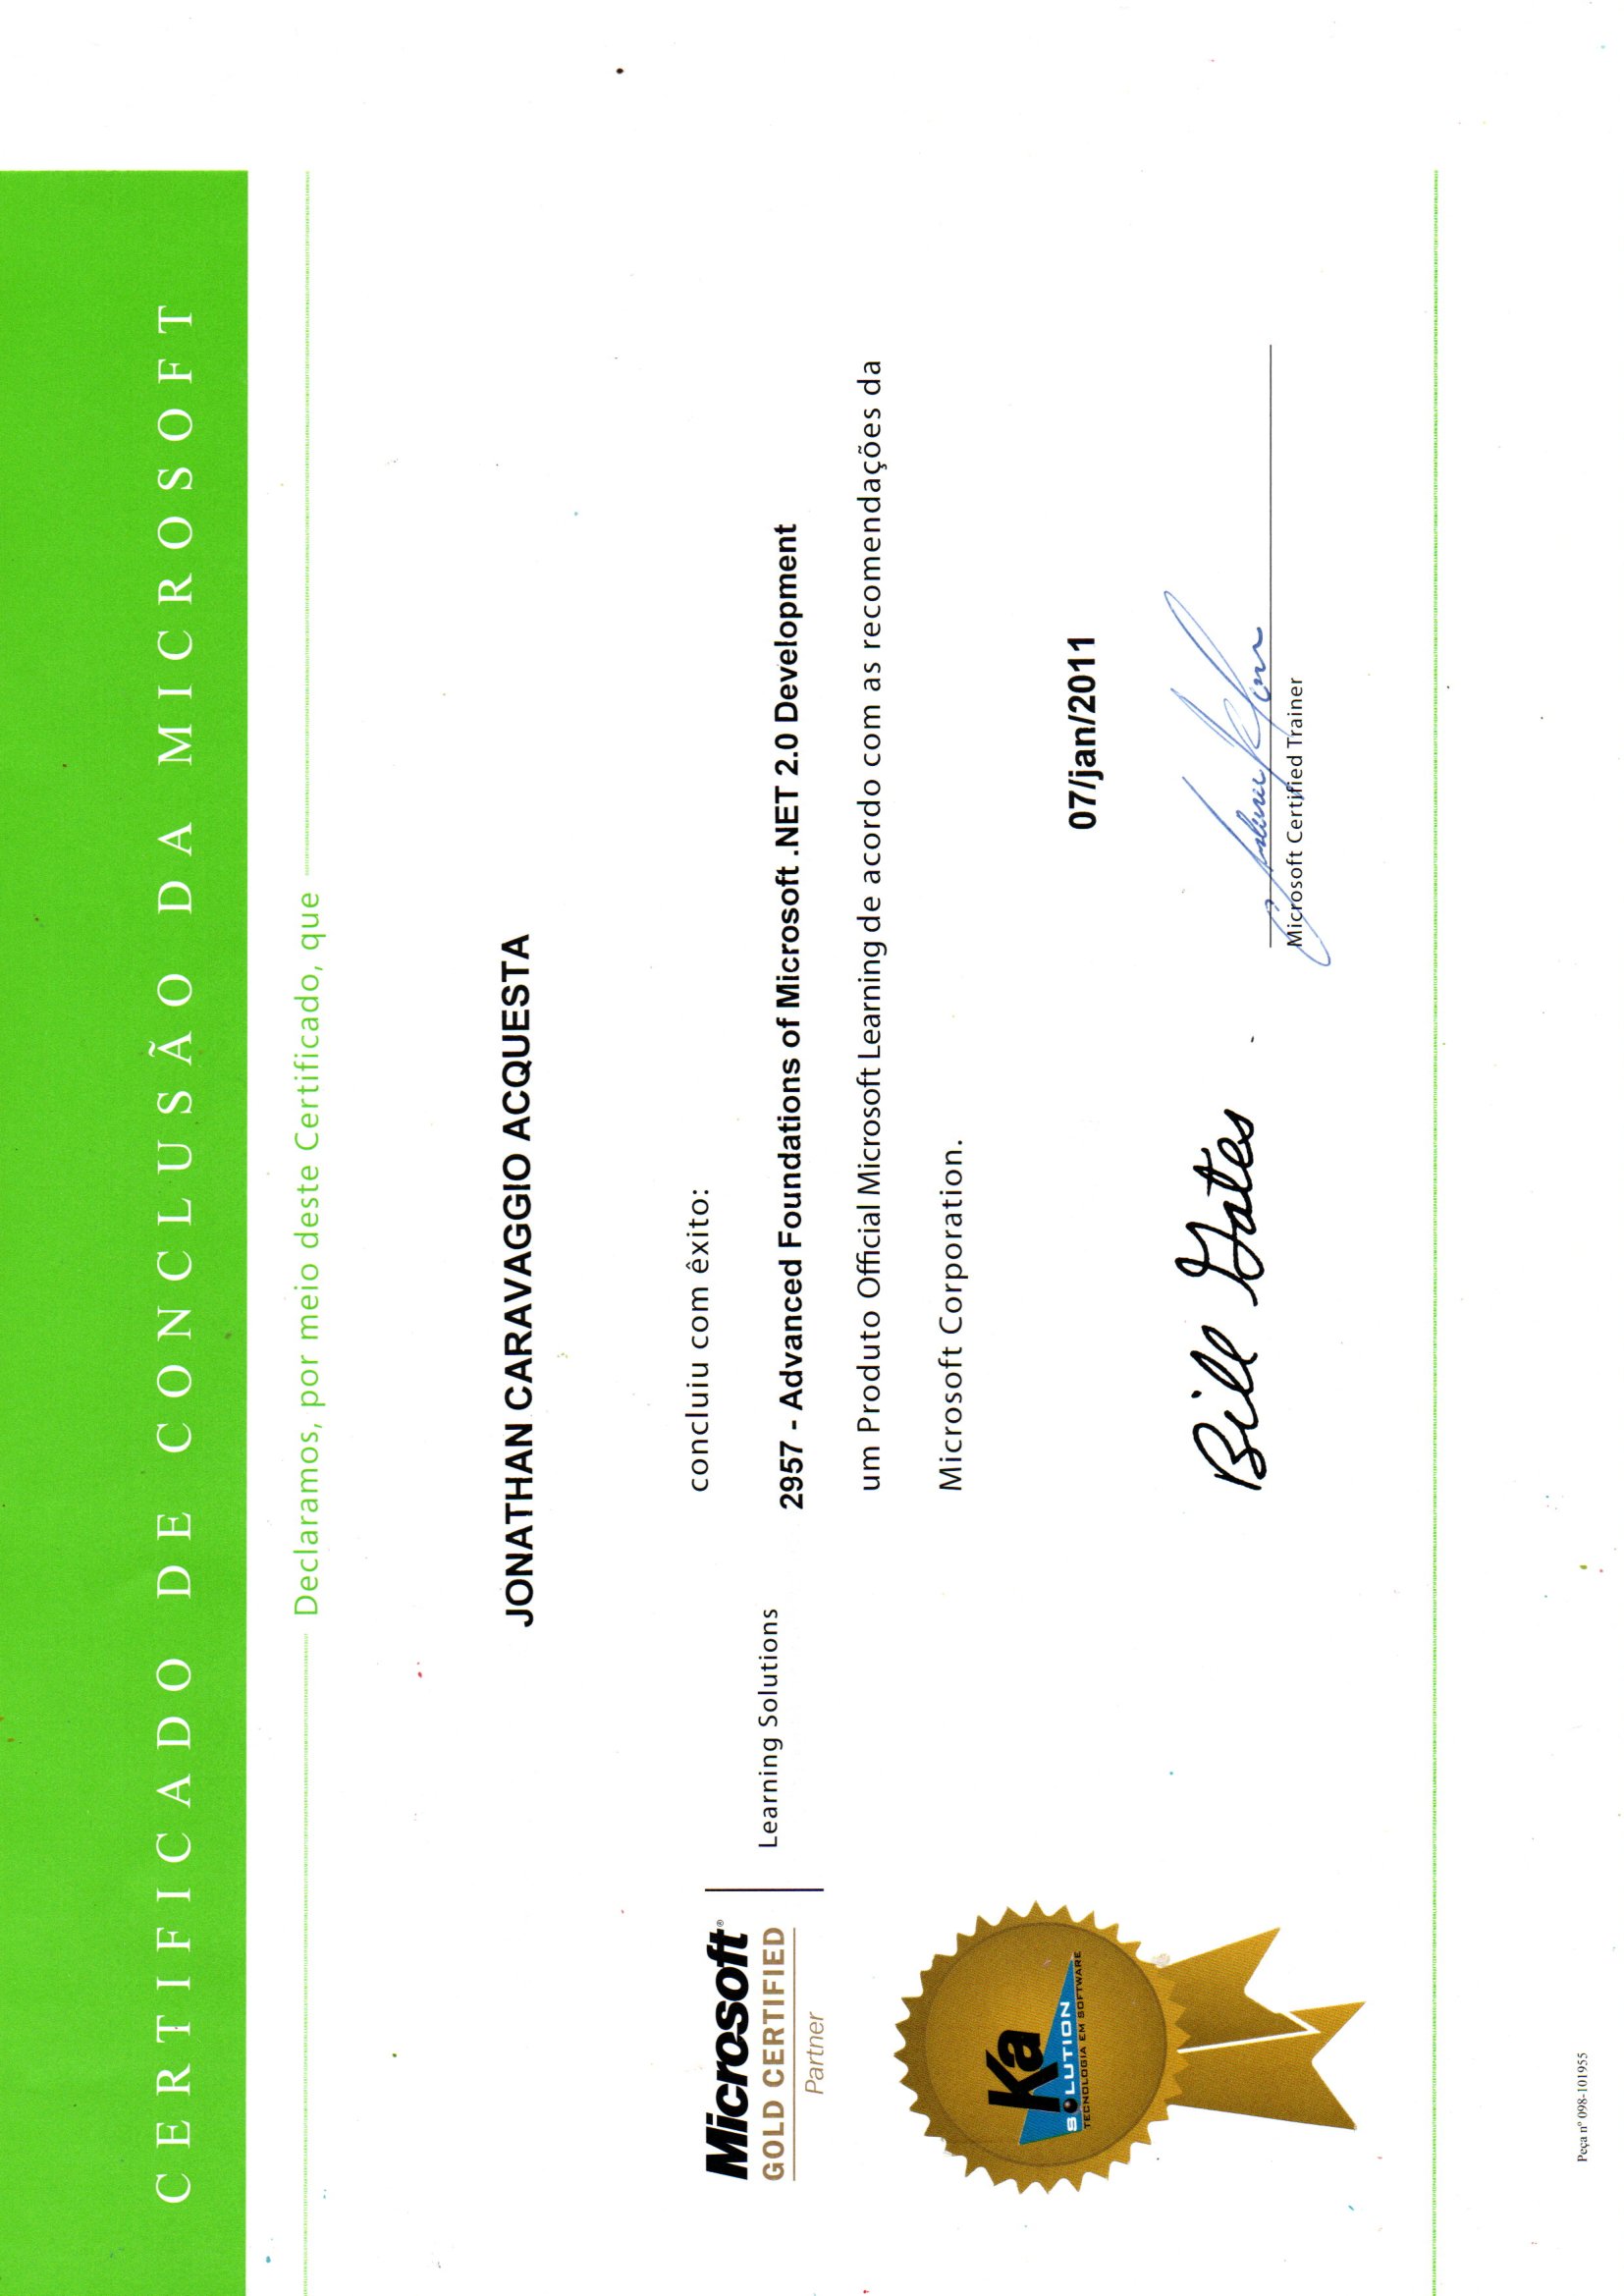 CERTIFICADO DE CONCLUSÃO DA MICROSOFT
Declaramos, por meio deste Certificado, que
JONATHAN CARAVAGGIO ACQUESTA
concluiu com êxito:
Microsoft®
GOLD CERTIFIED
Partner
Learning Solutions
2957 - Advanced Foundations of Microsoft .NET 2.0 Development
um Produto Official Microsoft Learning de acordo com as recomendações da
Microsoft Corporation.
Ka
SOLUTION
TECNOLOGIA EM SOFTWARE
07/jan/2011
Bill Gates
Microsoft Certified Trainer
Peça nº 098-101955